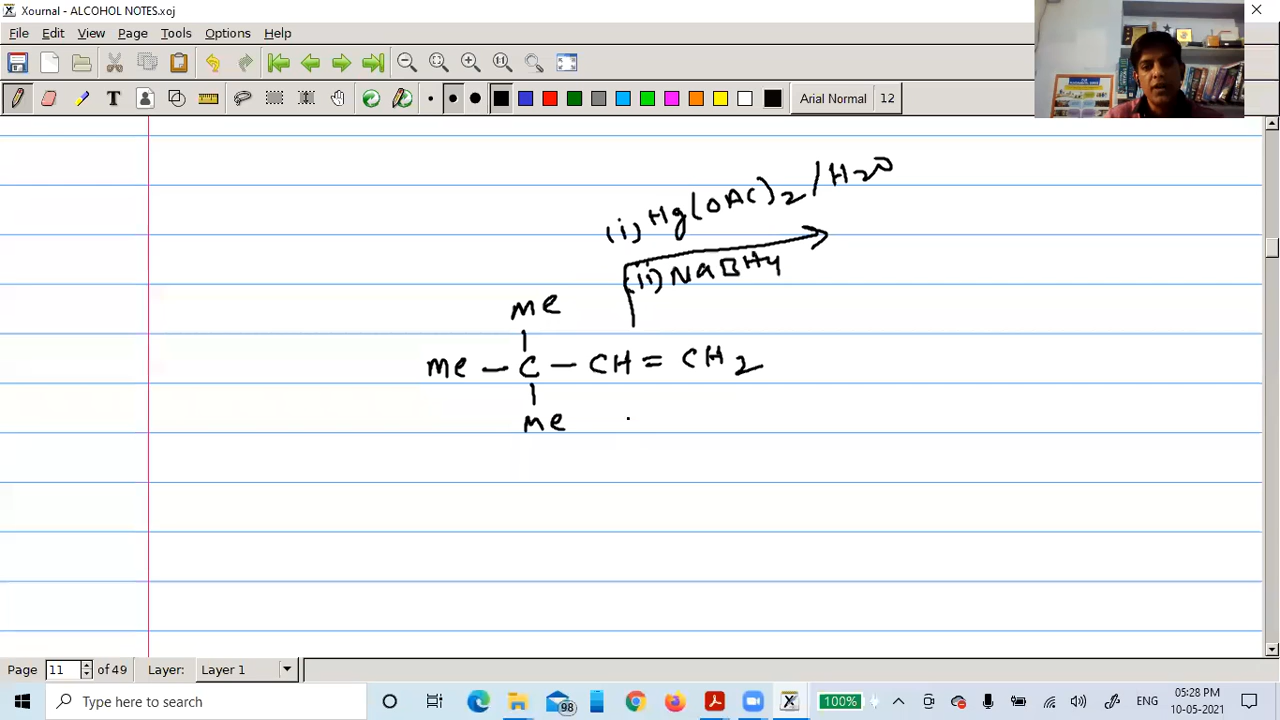 Xournal - ALCOHOL NOTES.xoj
File Edit View Page Tools Options Help
Arial Normal 12
(i) Hg(OAC)2 / H2O
(ii) NaBH4
me
me - C - CH = CH2
me
Page 11 of 49 Layer: Layer 1
Type here to search
98
100%
ENG
05:28 PM
10-05-2021